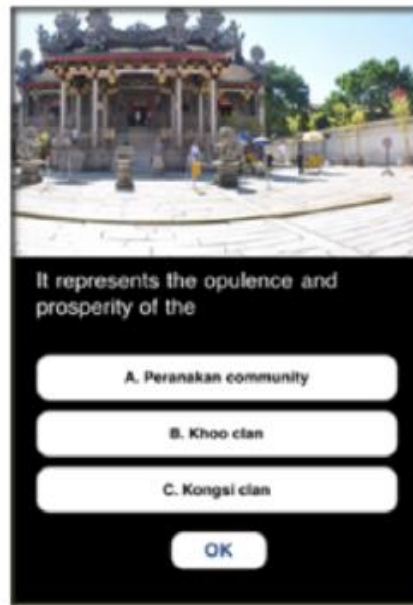 It represents the opulence and
prosperity of the
A. Peranakan community
B. Khoo clan
C. Kongsi clan
OK